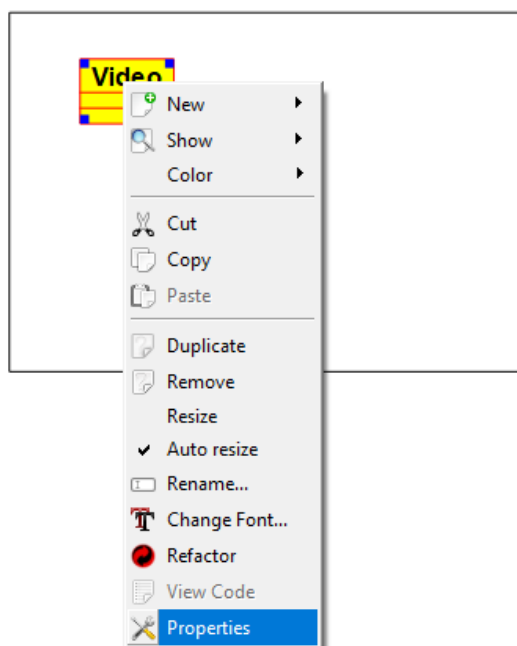 Video
New
Show
Color
Cut
Copy
Paste
Duplicate
Remove
Resize
Auto resize
Rename...
Change Font...
Refactor
View Code
Properties